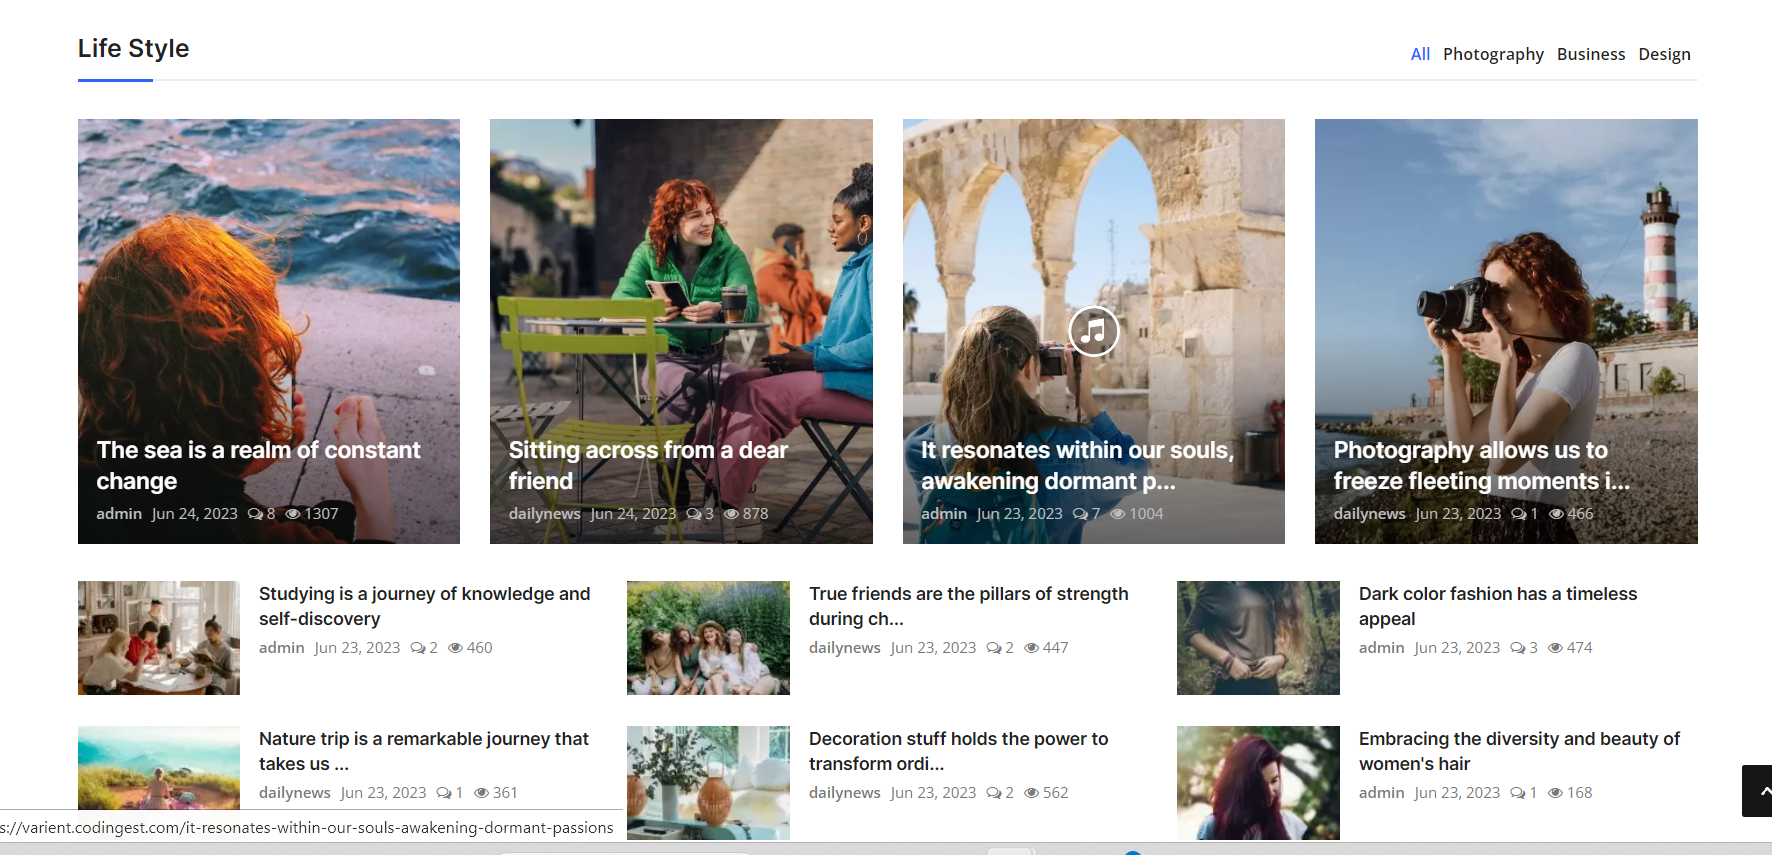 Life Style
All Photography Business Design
The sea is a realm of constant
change
admin Jun 24, 2023 8 1307
Sitting across from a dear
friend
dailynews Jun 24, 2023 3 878
It resonates within our souls,
awakening dormant p...
admin Jun 23, 2023 7 1004
Photography allows us to
freeze fleeting moments i...
dailynews Jun 23, 2023 1 466
Studying is a journey of knowledge and
self-discovery
admin Jun 23, 2023 2 460
True friends are the pillars of strength
during ch...
dailynews Jun 23, 2023 2 447
Dark color fashion has a timeless
appeal
admin Jun 23, 2023 3 474
Nature trip is a remarkable journey that
takes us ...
dailynews Jun 23, 2023 1 361
Decoration stuff holds the power to
transform ordi...
dailynews Jun 23, 2023 2 562
Embracing the diversity and beauty of
women's hair
admin Jun 23, 2023 1 168
s://varient.codingest.com/it-resonates-within-our-souls-awakening-dormant-passions